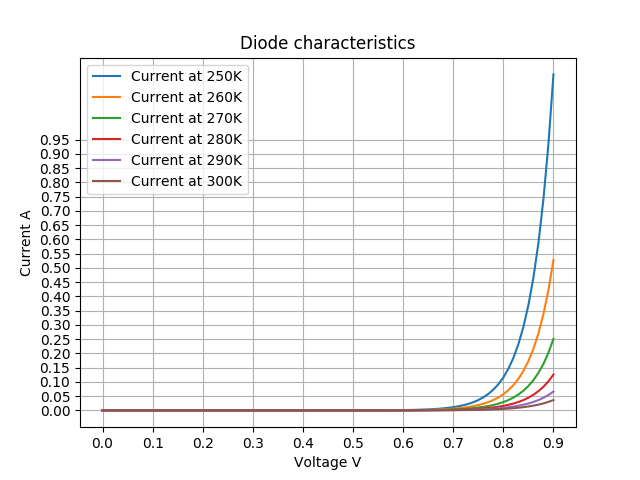 Diode characteristics
Current at 250K
Current at 260K
Current at 270K
Current at 280K
Current at 290K
Current at 300K
0.95
0.90
0.85
0.80
0.75
0.70
0.65
0.60
0.55
0.50
0.45
0.40
0.35
0.30
0.25
0.20
0.15
0.10
0.05
0.00
Current A
0.0 0.1 0.2 0.3 0.4 0.5 0.6 0.7 0.8 0.9
Voltage V